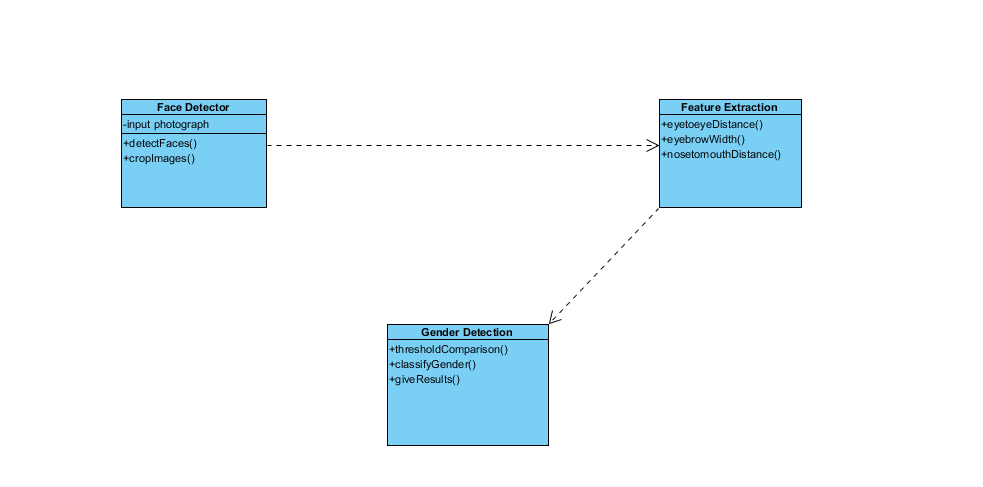 Face Detector
-input photograph
+detectFaces()
+cropImages()
Feature Extraction
+eyetoeyeDistance()
+eyebrowWidth()
+nosetomouthDistance()
Gender Detection
+thresholdComparison()
+classifyGender()
+giveResults()